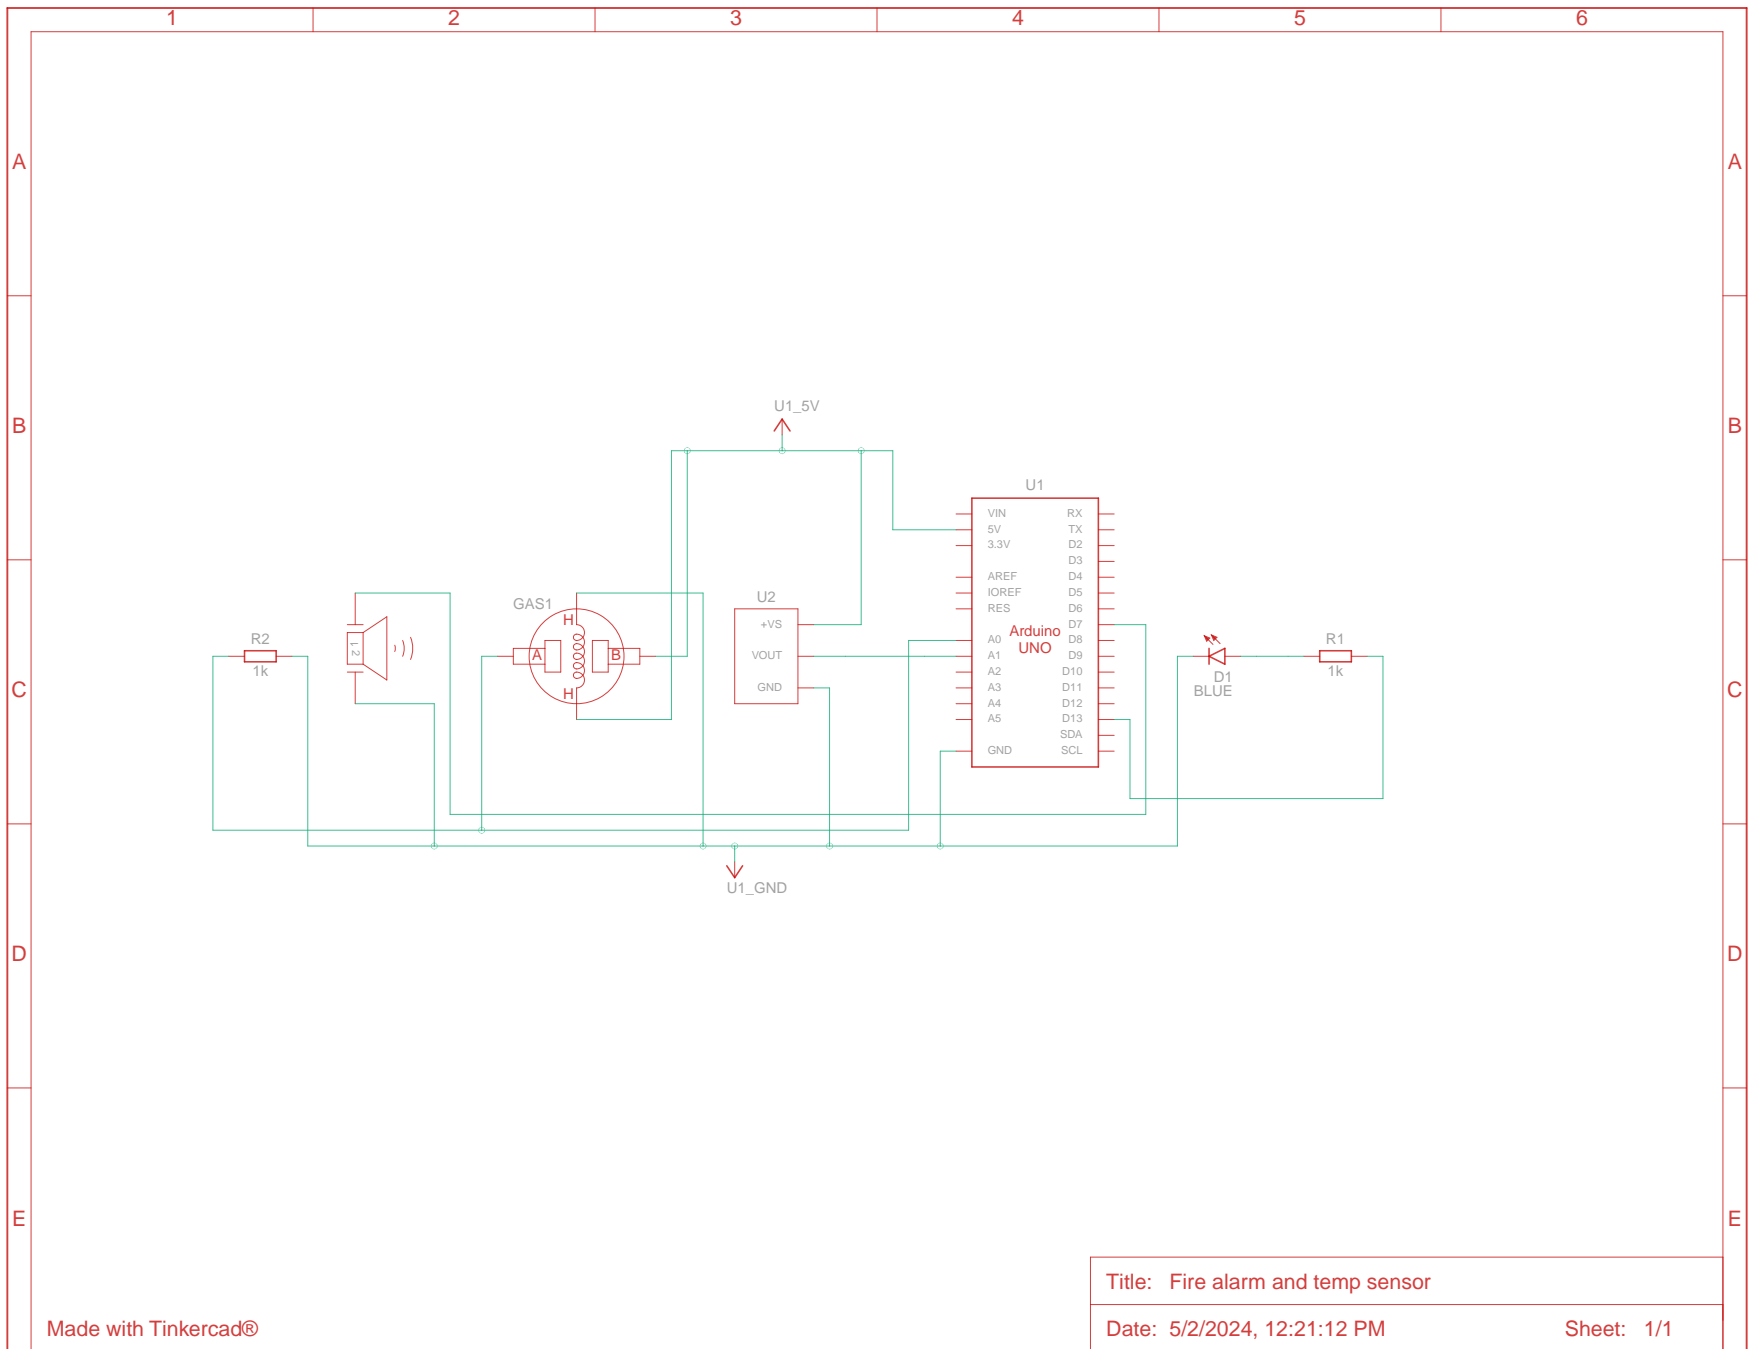 1 2 3 4 5 6
A A
B B
C C
D D
E E
U1_5V
U1
VIN RX
5V TX
3.3V D2
D3
AREF D4
IOREF D5
RES D6
D7
A0 D8
A1 D9
A2 D10
A3 D11
A4 D12
A5 D13
SDA
GND SCL
Arduino
UNO
U2
+VS
VOUT
GND
GAS1
H
A B
H
R2
1k
1 2
D1
BLUE
R1
1k
U1_GND
Title: Fire alarm and temp sensor
Date: 5/2/2024, 12:21:12 PM Sheet: 1/1
Made with Tinkercad®